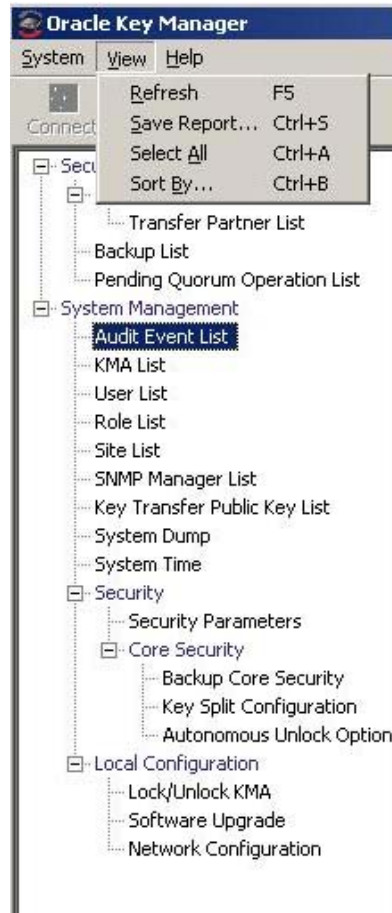 Oracle Key Manager
System View Help
Refresh F5
Save Report... Ctrl+S
Select All Ctrl+A
Sort By... Ctrl+B
Connect
Secu
Transfer Partner List
Backup List
Pending Quorum Operation List
System Management
Audit Event List
KMA List
User List
Role List
Site List
SNMP Manager List
Key Transfer Public Key List
System Dump
System Time
Security
Security Parameters
Core Security
Backup Core Security
Key Split Configuration
Autonomous Unlock Option
Local Configuration
Lock/Unlock KMA
Software Upgrade
Network Configuration